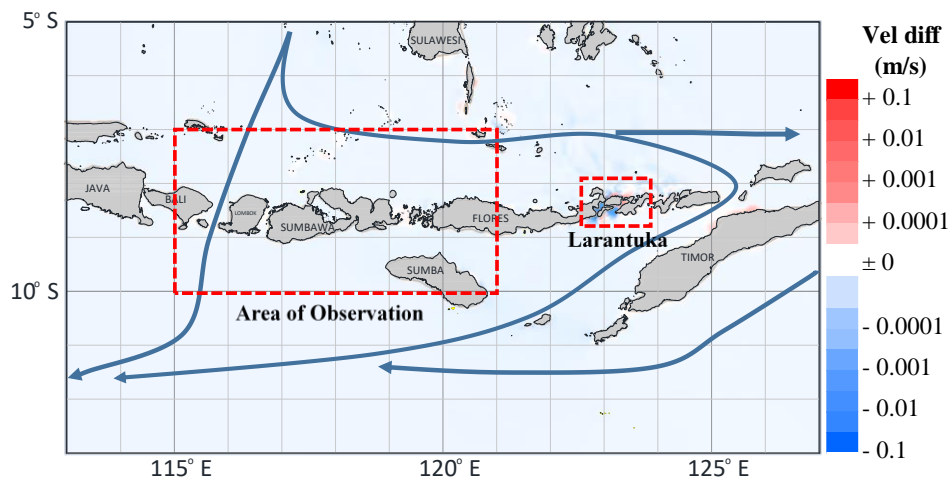 5° S
SULAWESI
Vel diff
(m/s)
+ 0.1
+ 0.01
+ 0.001
+ 0.0001
± 0
- 0.0001
- 0.001
- 0.01
- 0.1
JAVA
BALI
LOMBOK
SUMBAWA
FLORES
Larantuka
TIMOR
SUMBA
10° S
Area of Observation
115° E
120° E
125° E